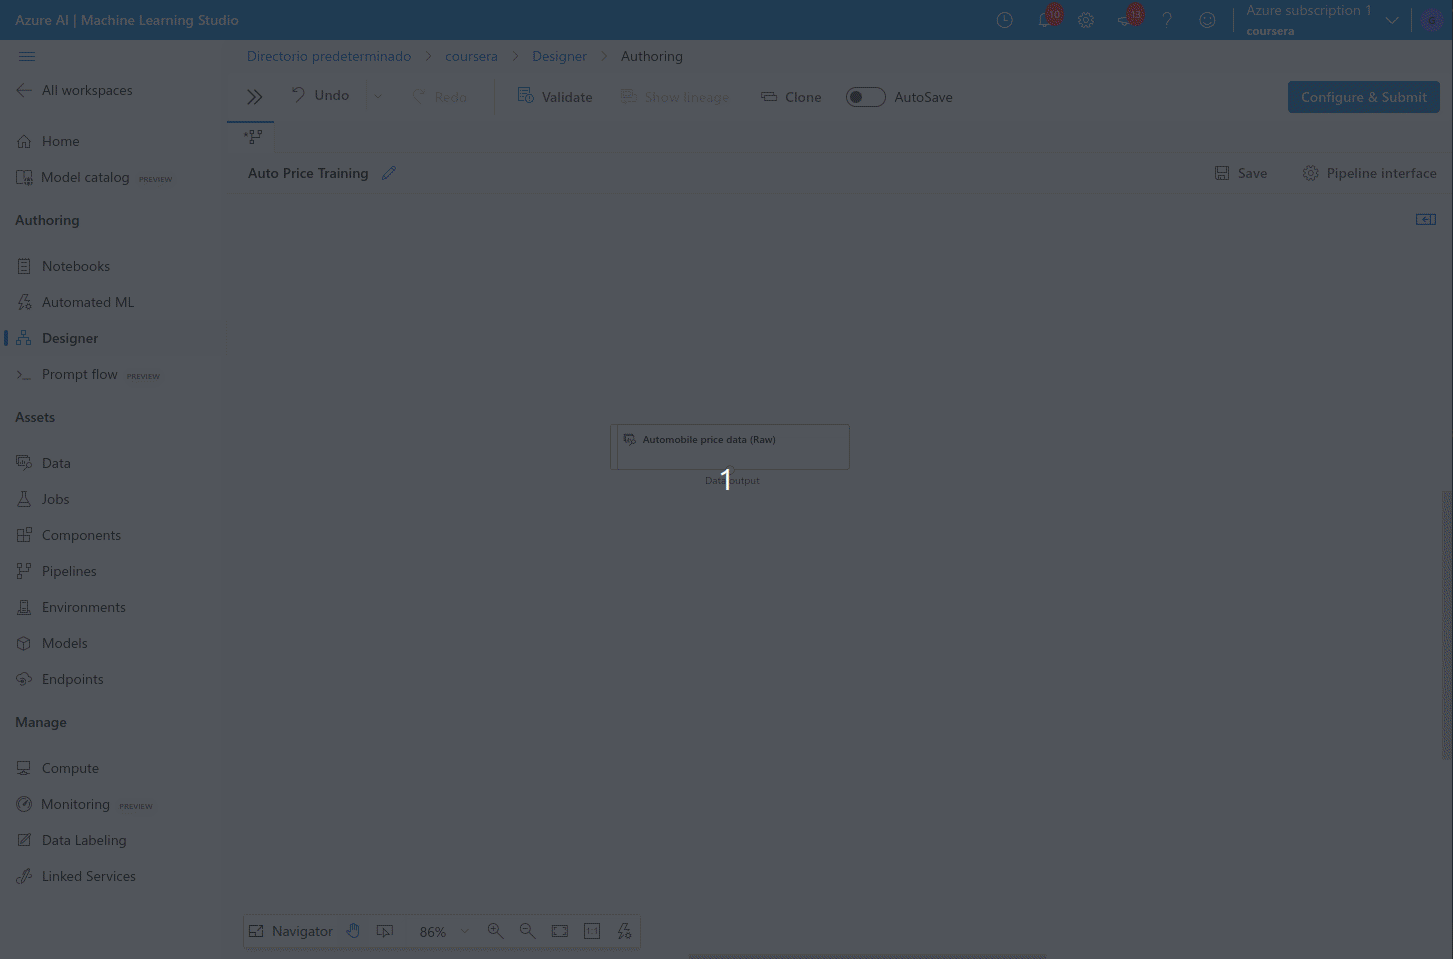 Azure AI | Machine Learning Studio
10
13
Azure subscription 1
coursera
All workspaces
Home
Model catalog PREVIEW
Authoring
Notebooks
Automated ML
Designer
Prompt flow PREVIEW
Assets
Data
Jobs
Components
Pipelines
Environments
Models
Endpoints
Manage
Compute
Monitoring PREVIEW
Data Labeling
Linked Services
Directorio predeterminado > coursera > Designer > Authoring
Undo
Redo
Validate
Show lineage
Clone
AutoSave
Configure & Submit
Auto Price Training
Save
Pipeline interface
Automobile price data (Raw)
Data output
1
Navigator
86%
1:1